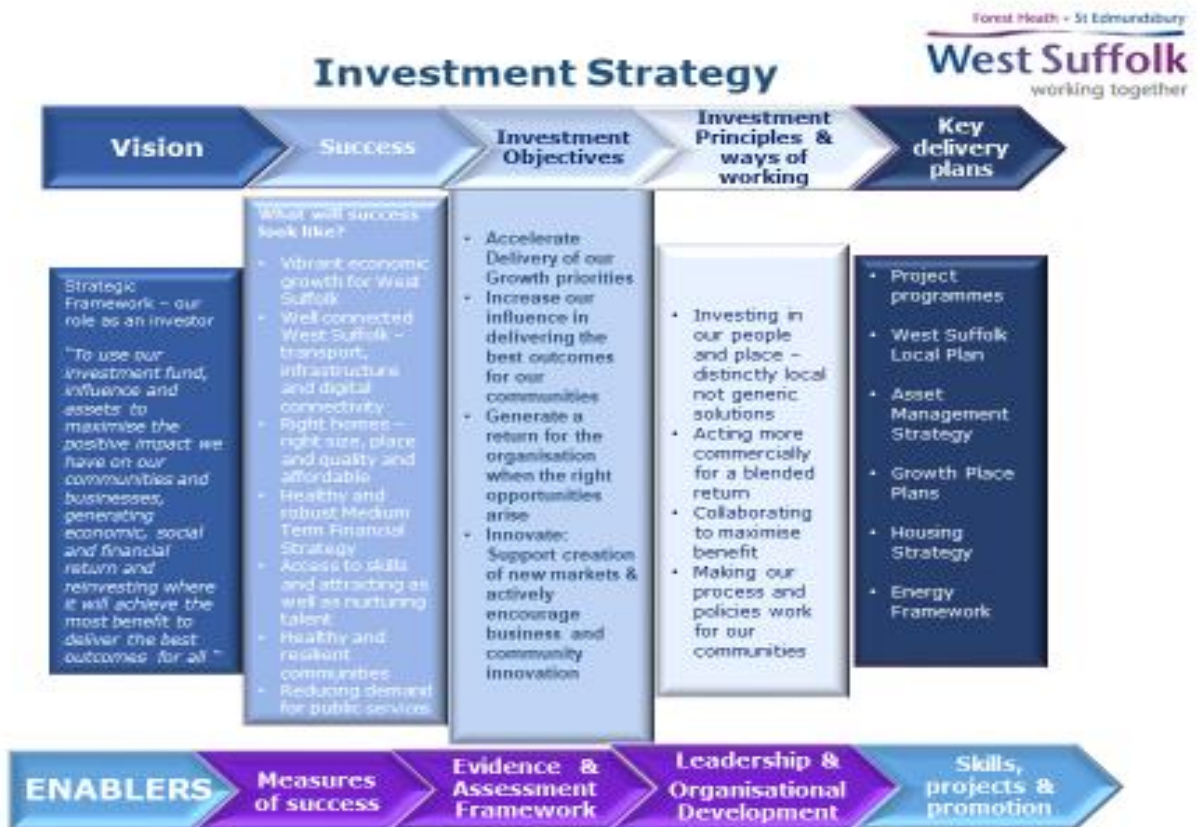 Forest Heath • St Edmundsbury
West Suffolk
working together
Investment Strategy
Vision
Success
Investment
Objectives
Investment
Principles &
ways of
working
Key
delivery
plans
Strategic
Framework – our
role as an investor
"To use our
investment fund,
influence and
assets to
maximise the
positive impact we
have on our
communities and
businesses,
generating
economic, social
and financial
return and
reinvesting where
it will achieve the
most benefit to
deliver the best
outcomes for all "
What will success
look like?
• Vibrant economic
growth for West
Suffolk
• Well connected
West Suffolk –
transport,
infrastructure
and digital
connectivity
• Right Homes –
right size, place
and quality and
affordable
• Healthy and
robust Medium
Term Financial
Strategy
• Access to skills
and attracting as
well as nurturing
talent
• Healthy and
resilient
communities
• Reducing demand
for public services
• Accelerate
Delivery of our
Growth priorities
• Increase our
influence in
delivering the
best outcomes
for our
communities
• Generate a
return for the
organisation
when the right
opportunities
arise
• Innovate:
Support creation
of new markets &
actively
encourage
business and
community
innovation
• Investing in
our people
and place –
distinctly local
not generic
solutions
• Acting more
commercially
for a blended
return
• Collaborating
to maximise
benefit
• Making our
process and
policies work
for our
communities
• Project
programmes
• West Suffolk
Local Plan
• Asset
Management
Strategy
• Growth Place
Plans
• Housing
Strategy
• Energy
Framework
ENABLERS
Measures
of success
Evidence &
Assessment
Framework
Leadership &
Organisational
Development
Skills,
projects &
promotion